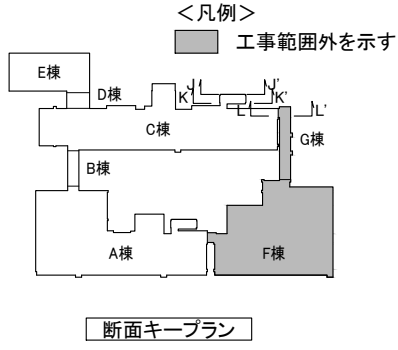 ＜凡例＞
工事範囲外を示す
E棟
D棟
J J'
K K'
L L'
C棟
G棟
B棟
A棟
F棟
断面キープラン